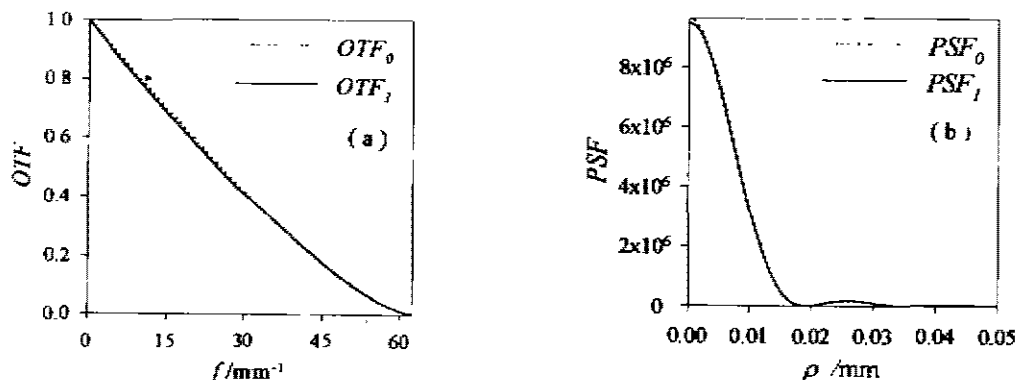 1.0
0.8
0.6
0.4
0.2
0.0
OTF
OTF₀
OTF₁
( a )
0 15 30 45 60
f /mm⁻¹
8x10⁶
6x10⁶
4x10⁶
2x10⁶
0
PSF
PSF₀
PSF₁
( b )
0.00 0.01 0.02 0.03 0.04 0.05
ρ /mm